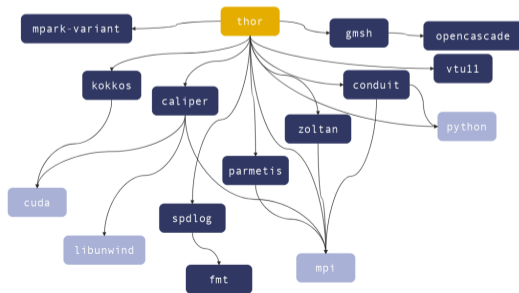 thor
mpark-variant
gmsh
opencascade
vtu11
kokkos
caliper
conduit
zoltan
python
parmetis
cuda
spdlog
libunwind
mpi
fmt